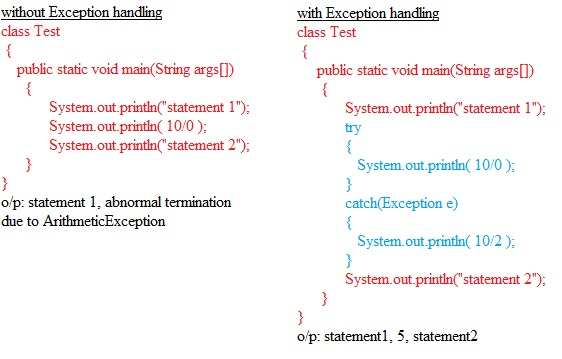 without Exception handling
class Test
{
public static void main(String args[])
{
System.out.println("statement 1");
System.out.println( 10/0 );
System.out.println("statement 2");
}
}
o/p: statement 1, abnormal termination
due to ArithmeticException
with Exception handling
class Test
{
public static void main(String args[])
{
System.out.println("statement 1");
try
{
System.out.println( 10/0 );
}
catch(Exception e)
{
System.out.println( 10/2 );
}
System.out.println("statement 2");
}
}
o/p: statement1, 5, statement2